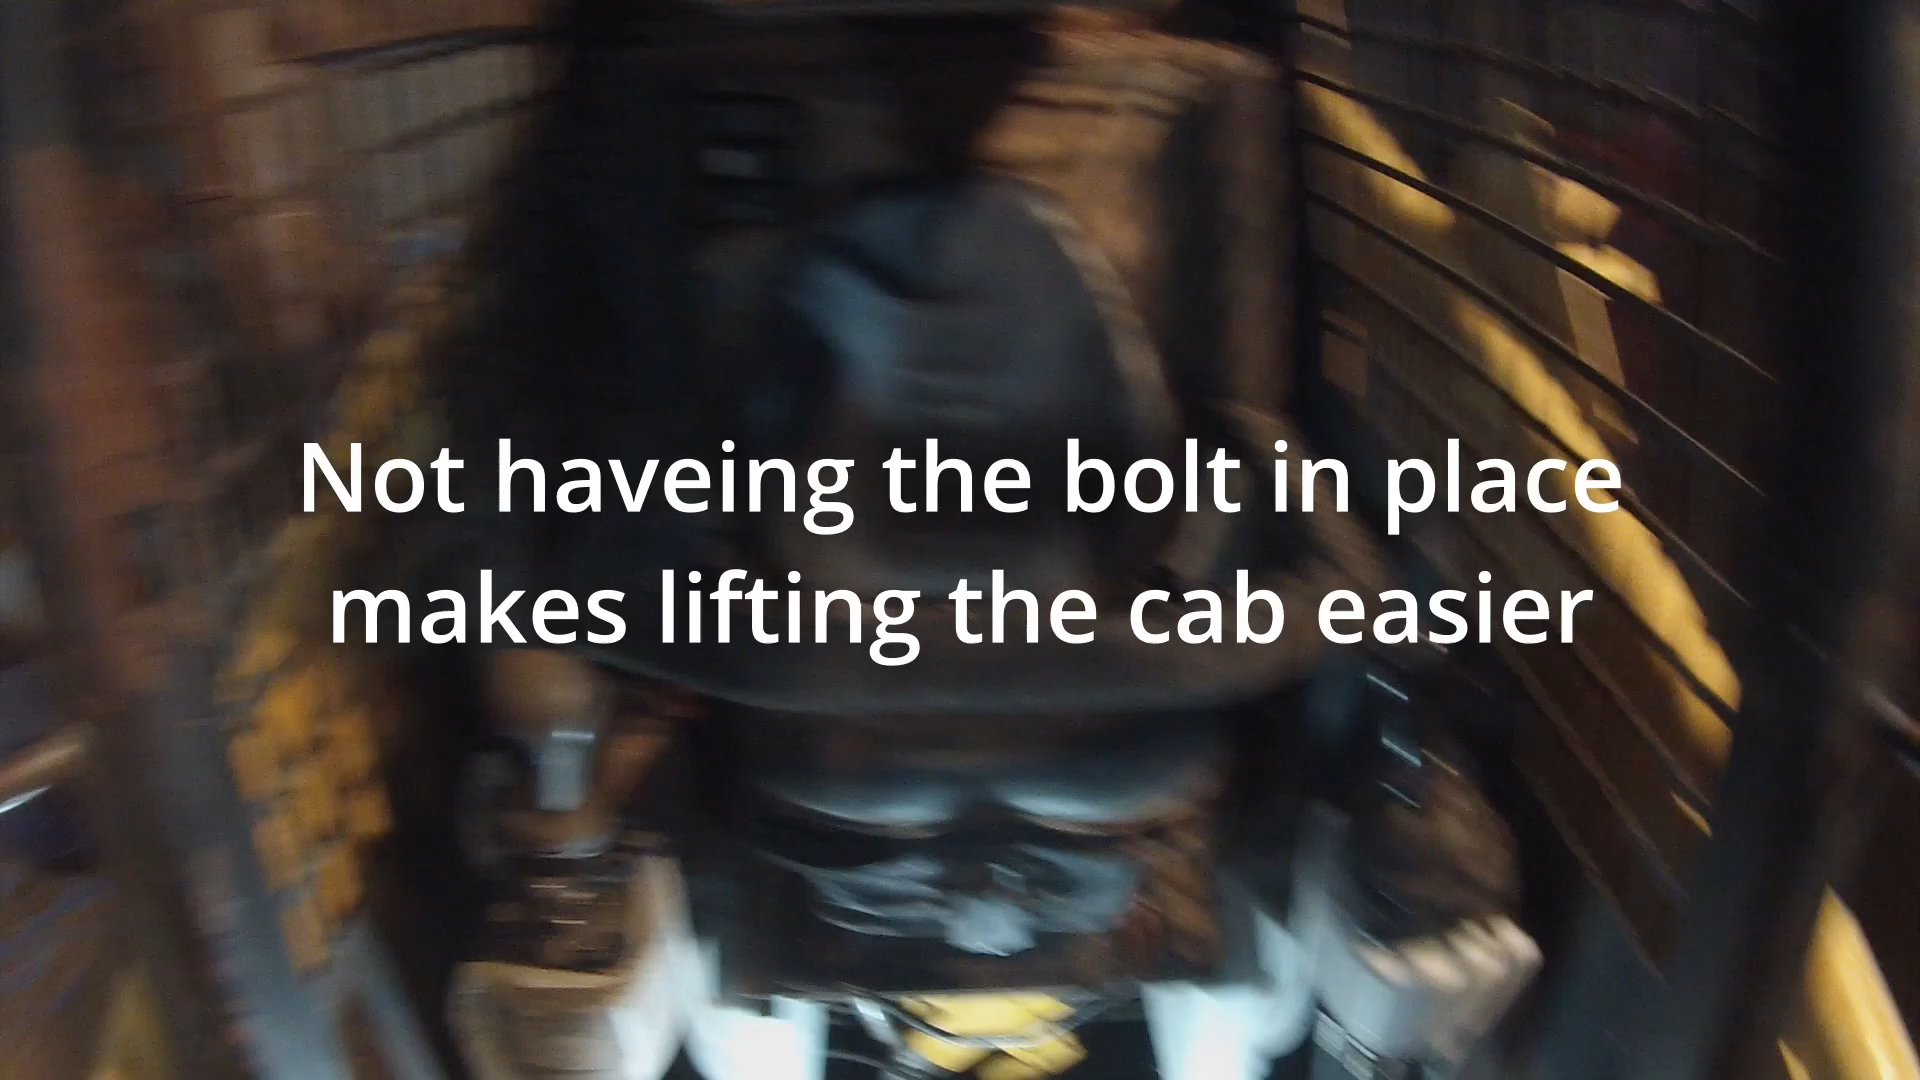 Not haveing the bolt in place
makes lifting the cab easier